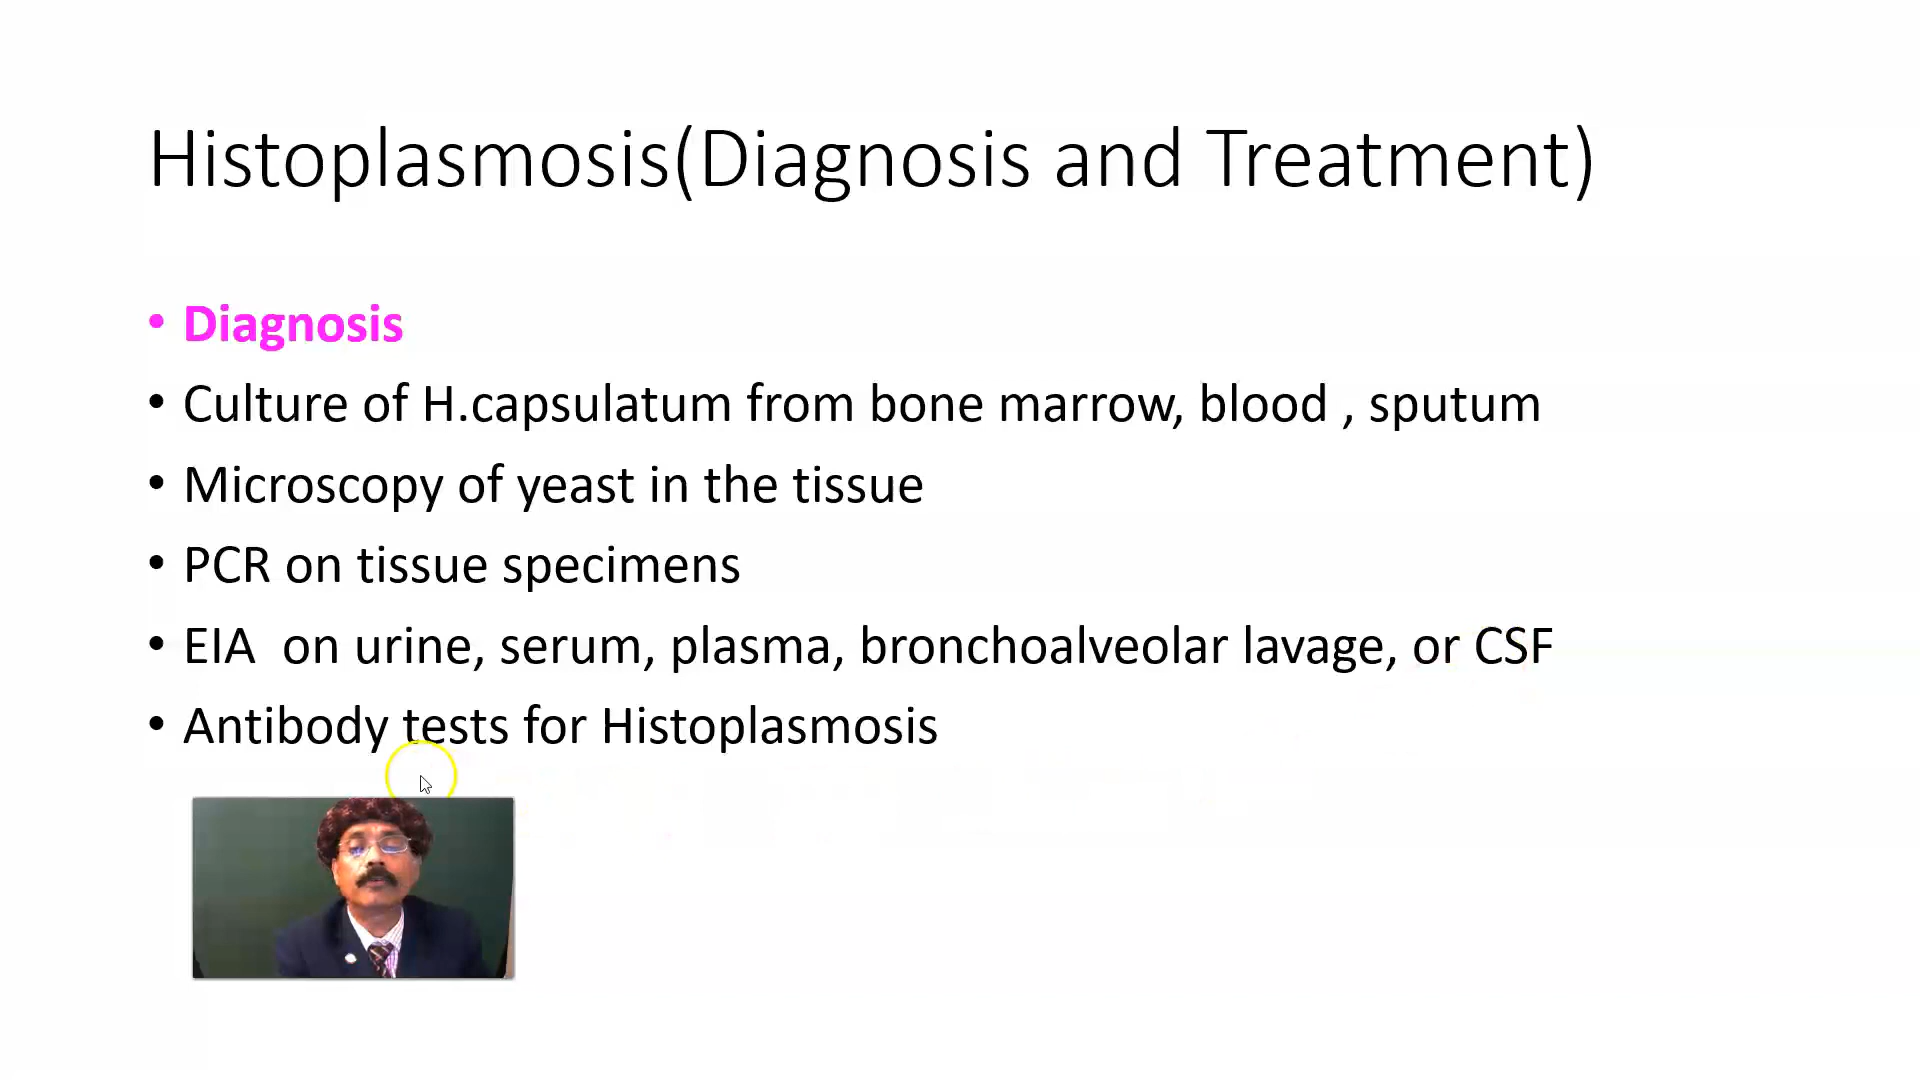 Histoplasmosis(Diagnosis and Treatment)
• Diagnosis
• Culture of H.capsulatum from bone marrow, blood , sputum
• Microscopy of yeast in the tissue
• PCR on tissue specimens
• EIA  on urine, serum, plasma, bronchoalveolar lavage, or CSF
• Antibody tests for Histoplasmosis